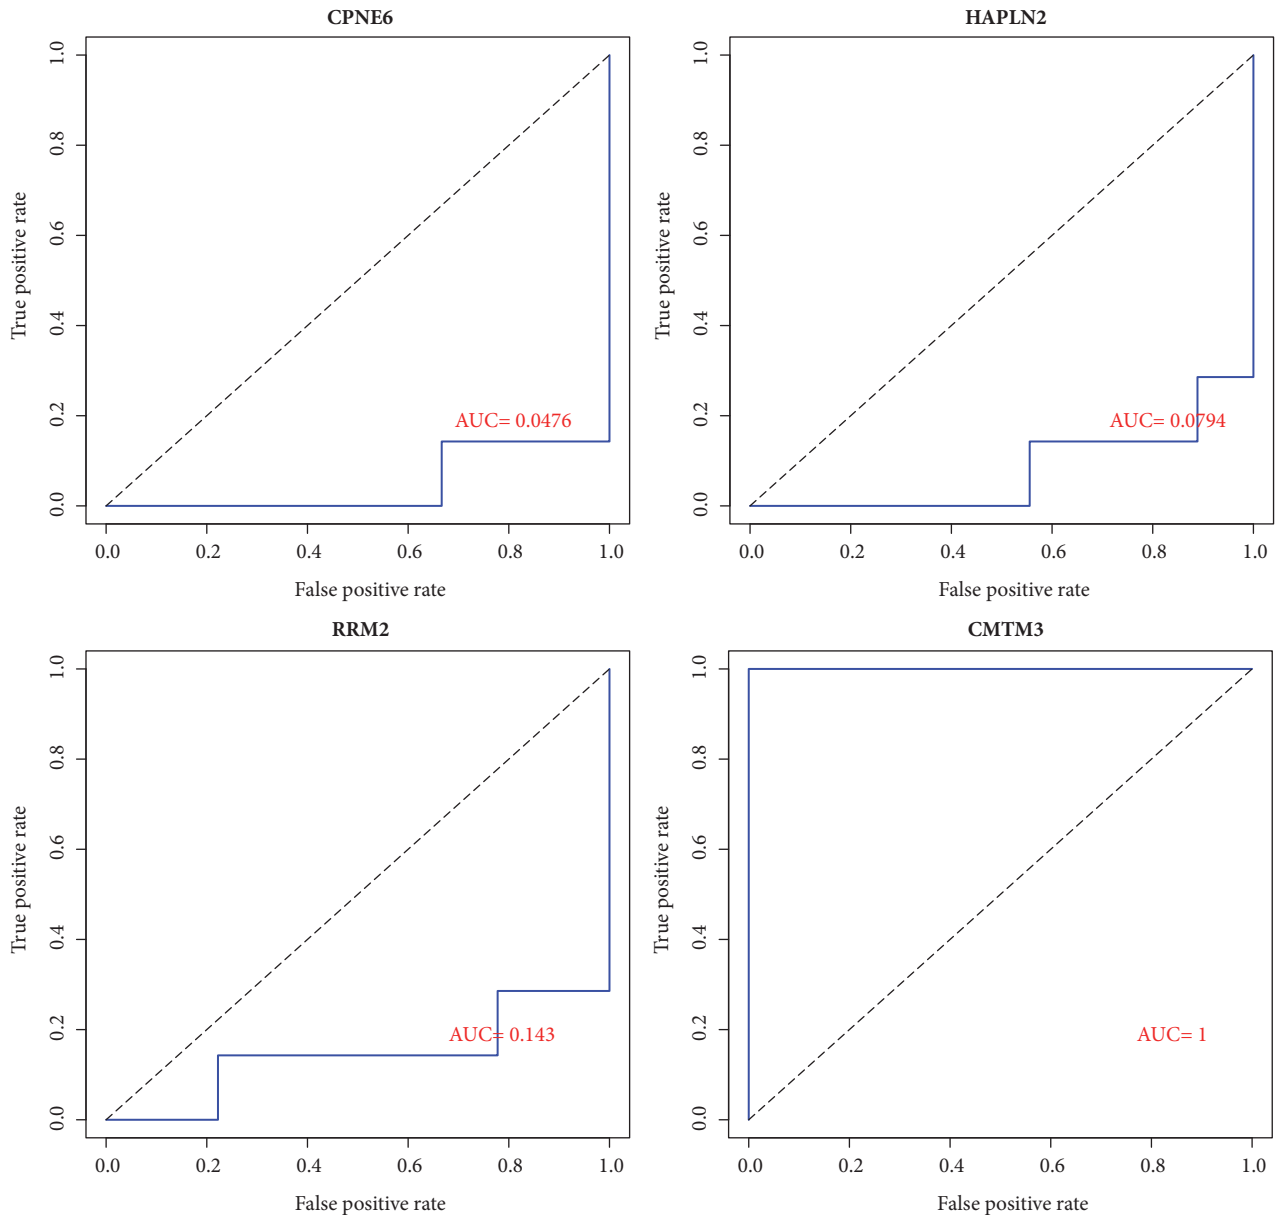 CPNE6
True positive rate
1.0
0.8
0.6
0.4
0.2
0.0
AUC= 0.0476
0.0 0.2 0.4 0.6 0.8 1.0
False positive rate
HAPLN2
True positive rate
1.0
0.8
0.6
0.4
0.2
0.0
AUC= 0.0794
0.0 0.2 0.4 0.6 0.8 1.0
False positive rate
RRM2
True positive rate
1.0
0.8
0.6
0.4
0.2
0.0
AUC= 0.143
0.0 0.2 0.4 0.6 0.8 1.0
False positive rate
CMTM3
True positive rate
1.0
0.8
0.6
0.4
0.2
0.0
AUC= 1
0.0 0.2 0.4 0.6 0.8 1.0
False positive rate